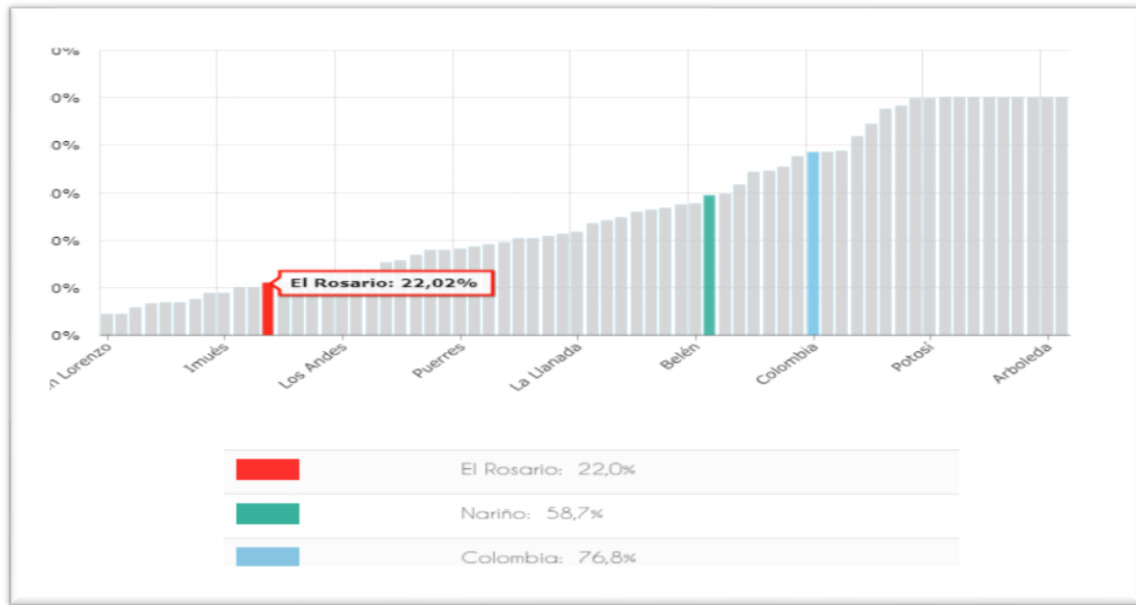 0%
0%
0%
0%
0%
0%
0%
El Rosario: 22,02%
n Lorenzo
Imués
Los Andes
Puerres
La Llanada
Belén
Colombia
Potosí
Arboleda
El Rosario: 22,0%
Nariño: 58,7%
Colombia: 76,8%